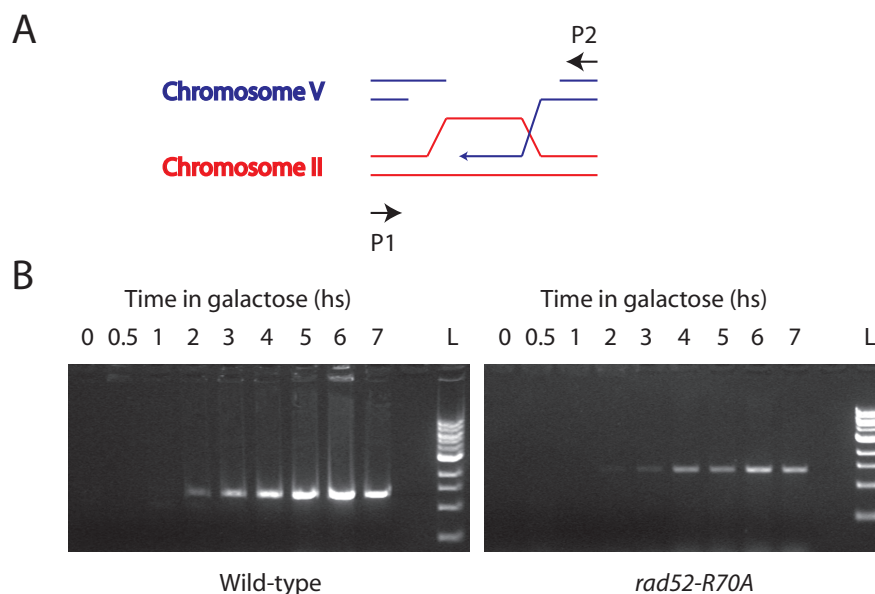 A
P2
Chromosome V
Chromosome II
P1
B
Time in galactose (hs)
Time in galactose (hs)
0 0.5 1 2 3 4 5 6 7 L
0 0.5 1 2 3 4 5 6 7 L
Wild-type
rad52-R70A